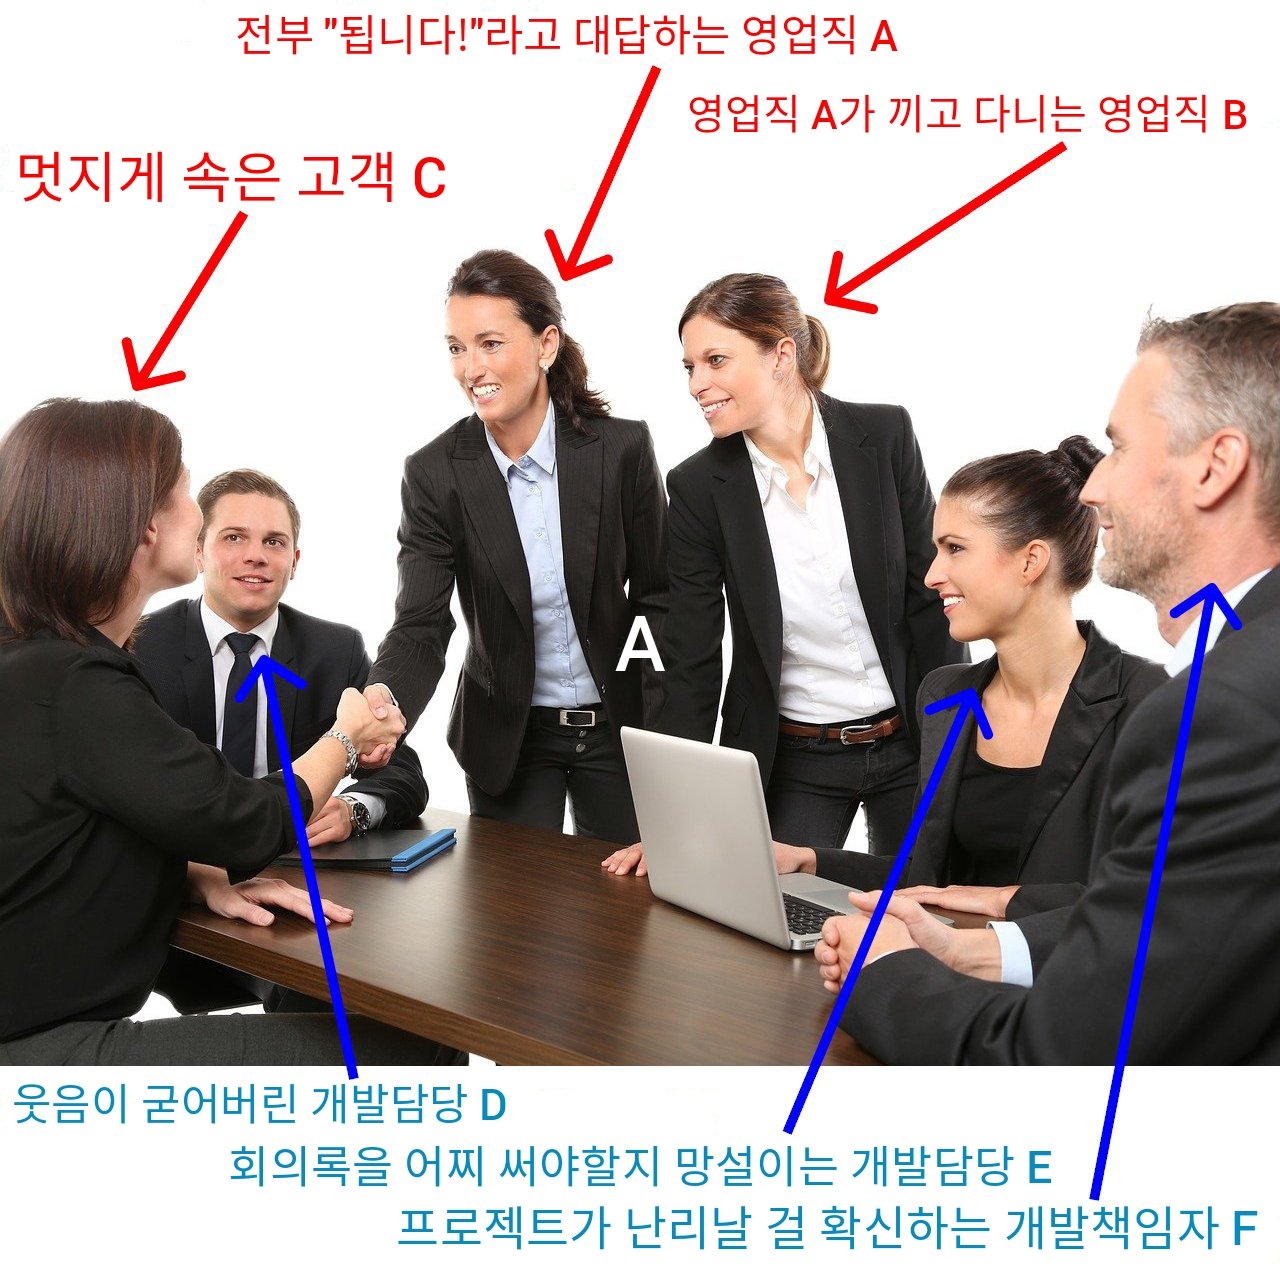 전부 "됩니다!"라고 대답하는 영업직 A
영업직 A가 끼고 다니는 영업직 B
멋지게 속은 고객 C
A
웃음이 굳어버린 개발담당 D
회의록을 어찌 써야할지 망설이는 개발담당 E
프로젝트가 난리날 걸 확신하는 개발책임자 F